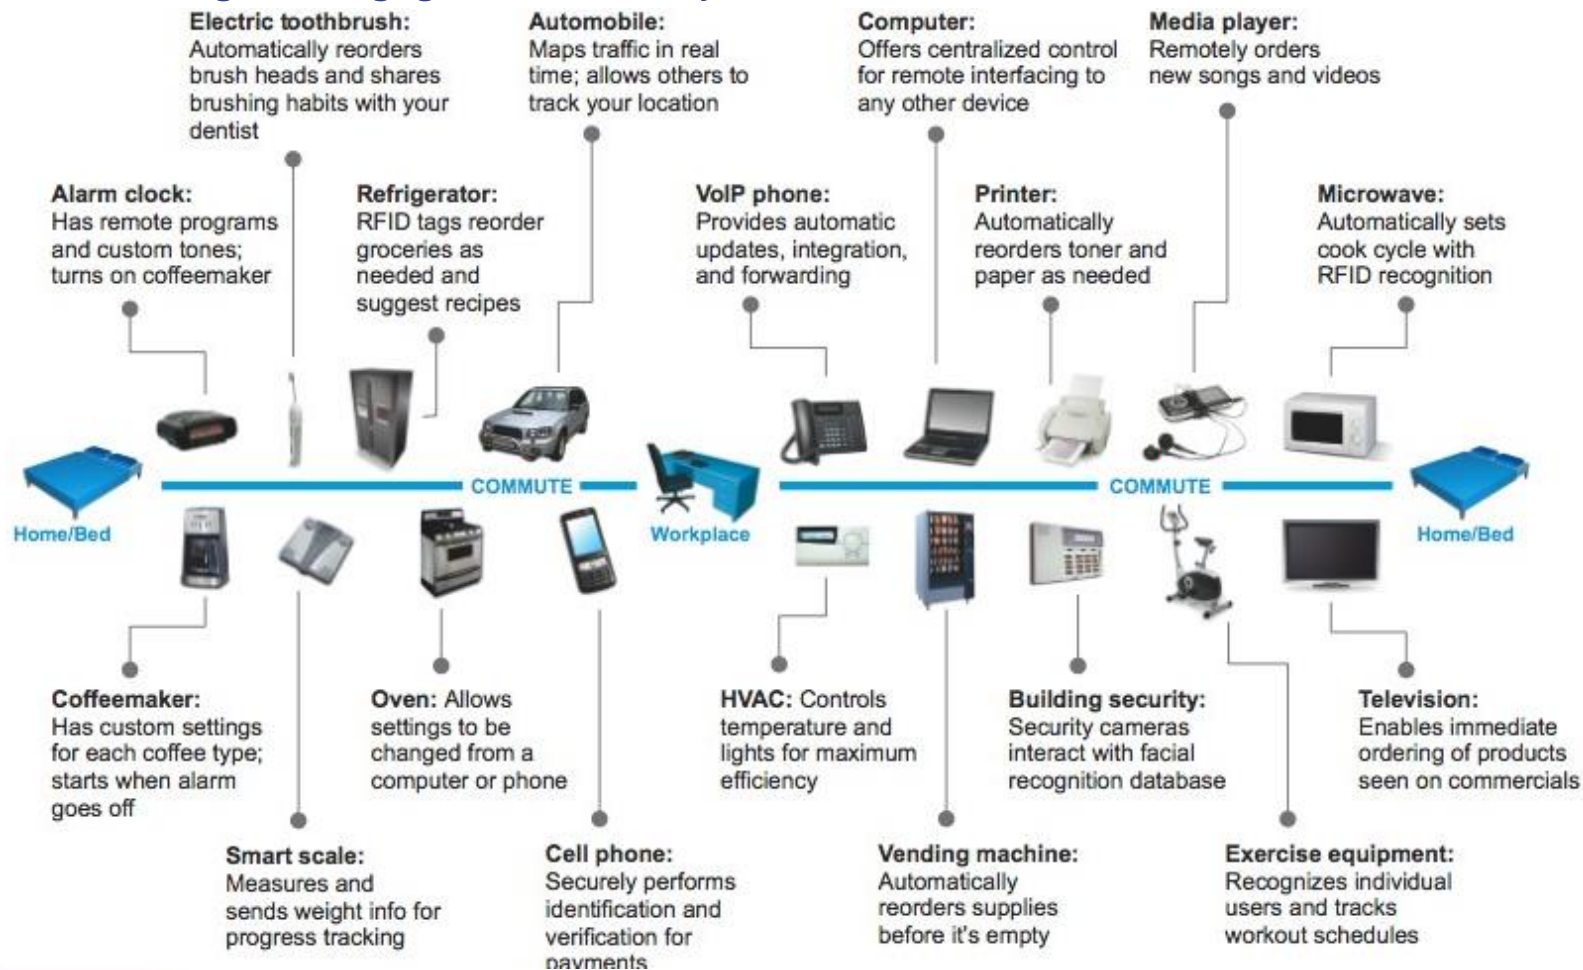 Electric toothbrush:
Automatically reorders
brush heads and shares
brushing habits with your
dentist
Automobile:
Maps traffic in real
time; allows others to
track your location
Computer:
Offers centralized control
for remote interfacing to
any other device
Media player:
Remotely orders
new songs and videos
Alarm clock:
Has remote programs
and custom tones;
turns on coffeemaker
Refrigerator:
RFID tags reorder
groceries as
needed and
suggest recipes
VoIP phone:
Provides automatic
updates, integration,
and forwarding
Printer:
Automatically
reorders toner and
paper as needed
Microwave:
Automatically sets
cook cycle with
RFID recognition
COMMUTE
COMMUTE
Home/Bed
Workplace
Home/Bed
Coffeemaker:
Has custom settings
for each coffee type;
starts when alarm
goes off
Oven: Allows
settings to be
changed from a
computer or phone
HVAC: Controls
temperature and
lights for maximum
efficiency
Building security:
Security cameras
interact with facial
recognition database
Television:
Enables immediate
ordering of products
seen on commercials
Smart scale:
Measures and
sends weight info for
progress tracking
Cell phone:
Securely performs
identification and
verification for
payments
Vending machine:
Automatically
reorders supplies
before it's empty
Exercise equipment:
Recognizes individual
users and tracks
workout schedules